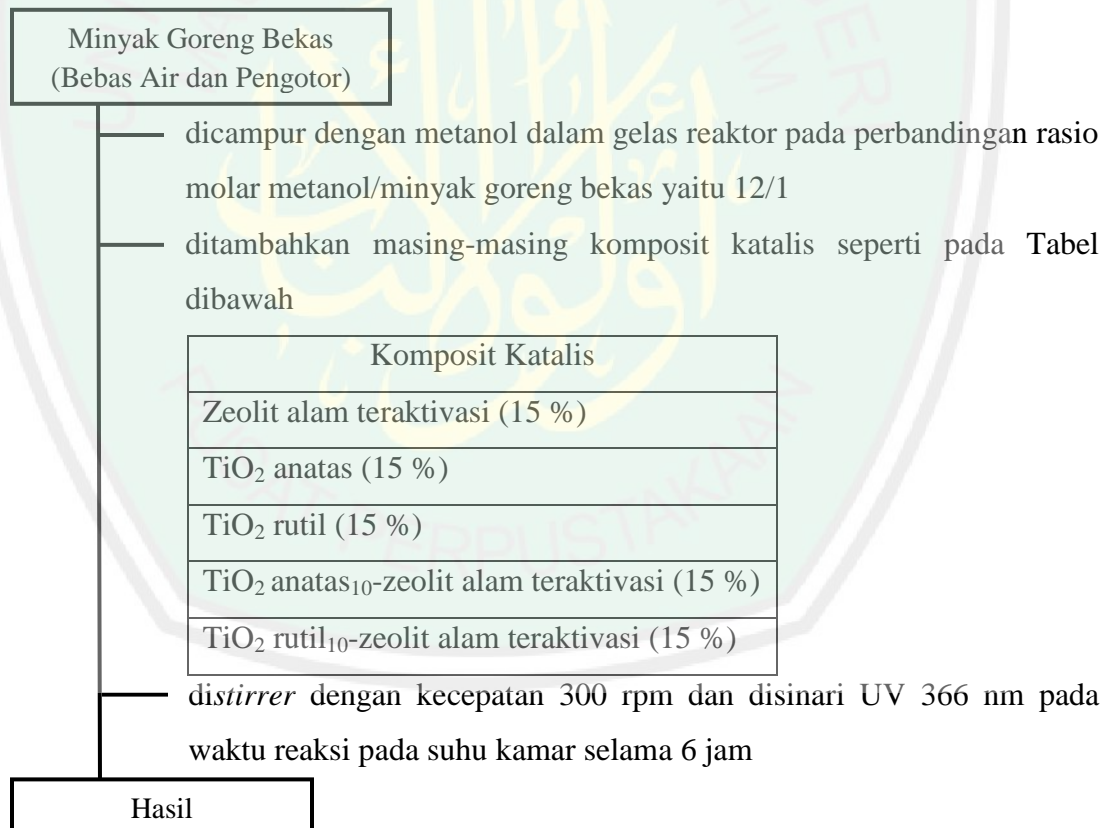 Minyak Goreng Bekas
(Bebas Air dan Pengotor)
dicampur dengan metanol dalam gelas reaktor pada perbandingan rasio
molar metanol/minyak goreng bekas yaitu 12/1
ditambahkan masing-masing komposit katalis seperti pada Tabel
dibawah
Komposit Katalis
Zeolit alam teraktivasi (15 %)
TiO₂ anatas (15 %)
TiO₂ rutil (15 %)
TiO₂ anatas₁₀-zeolit alam teraktivasi (15 %)
TiO₂ rutil₁₀-zeolit alam teraktivasi (15 %)
distirrer dengan kecepatan 300 rpm dan disinari UV 366 nm pada
waktu reaksi pada suhu kamar selama 6 jam
Hasil
PUSAT PERPUSTAKAAN